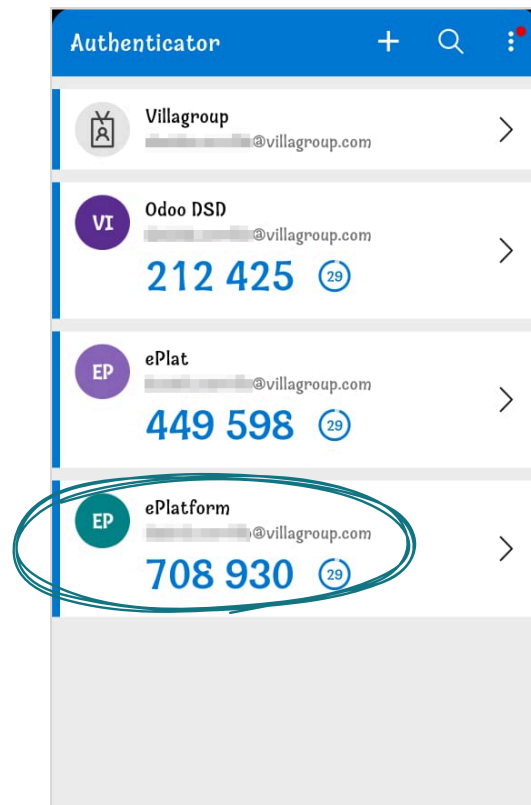 Authenticator
Villagroup
@villagroup.com
VI
Odoo DSD
@villagroup.com
212 425 29
EP
ePlat
@villagroup.com
449 598 29
EP
ePlatform
@villagroup.com
708 930 29